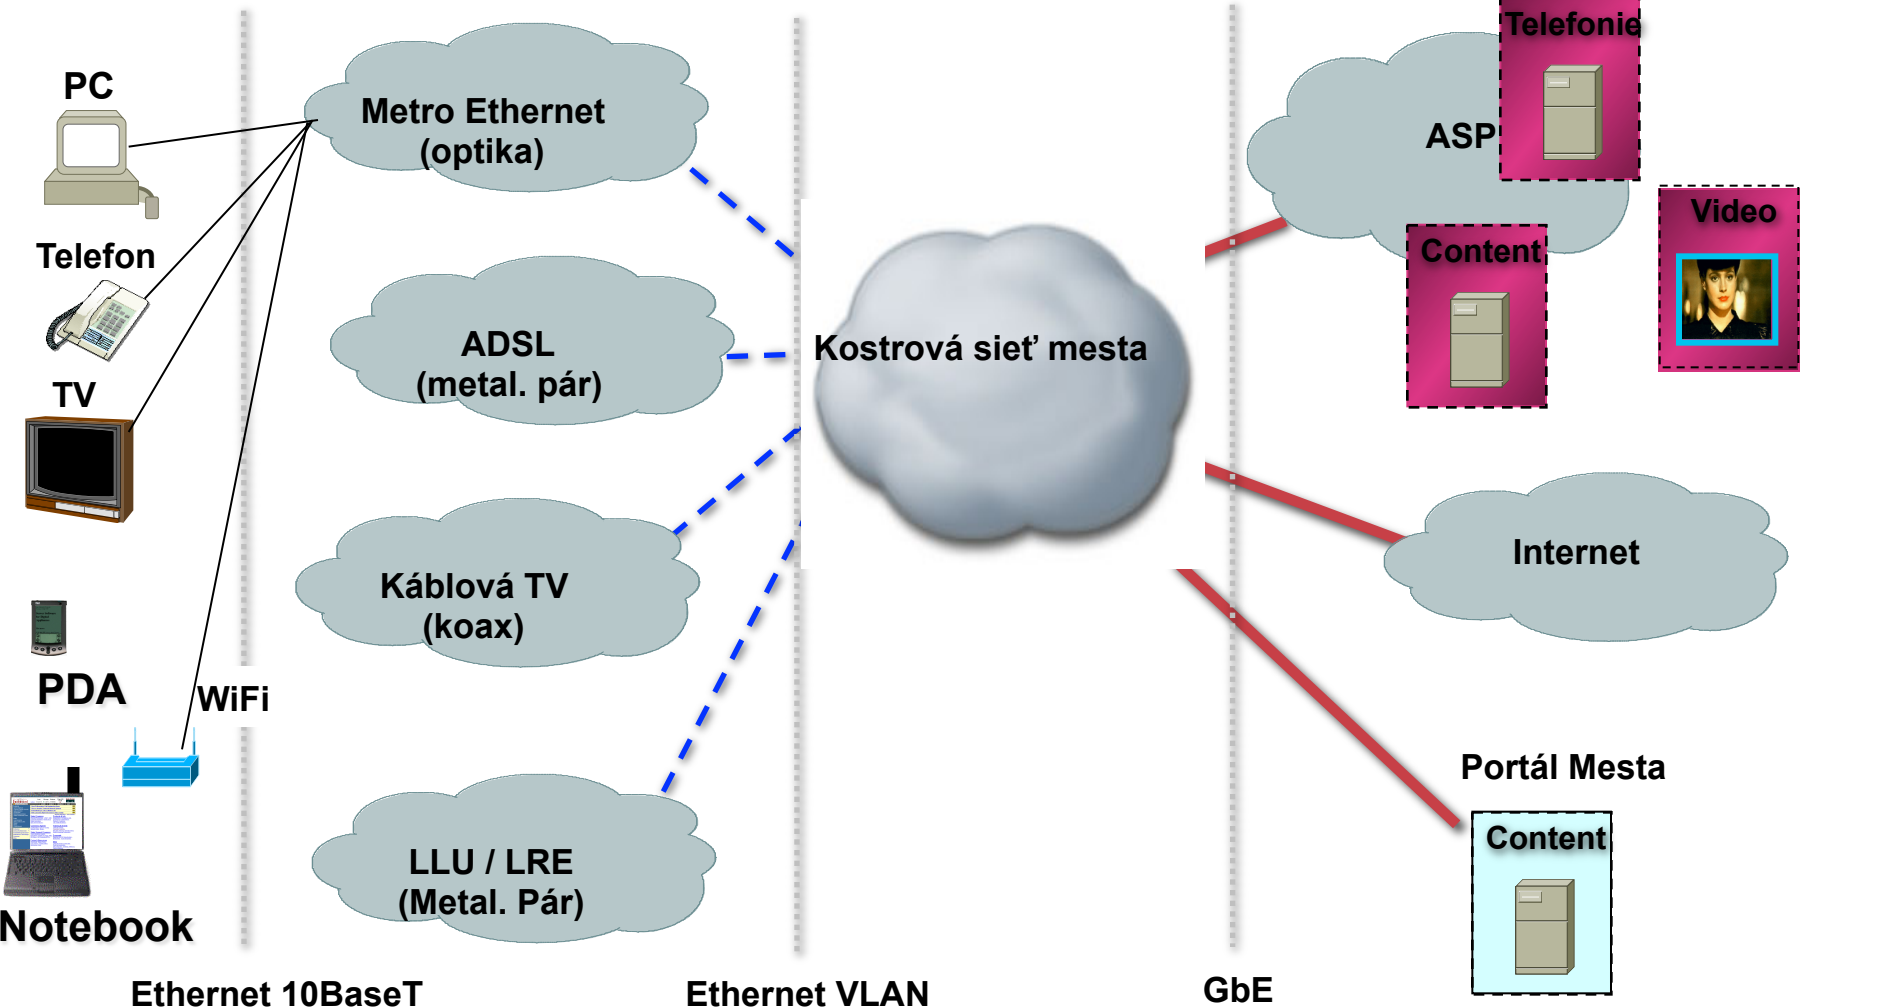 PC
Telefon
TV
PDA
WiFi
Notebook
Metro Ethernet
(optika)
ADSL
(metal. pár)
Káblová TV
(koax)
LLU / LRE
(Metal. Pár)
Kostrová sieť mesta
Telefonie
ASP
Video
Content
Internet
Portál Mesta
Content
Ethernet 10BaseT
Ethernet VLAN
GbE